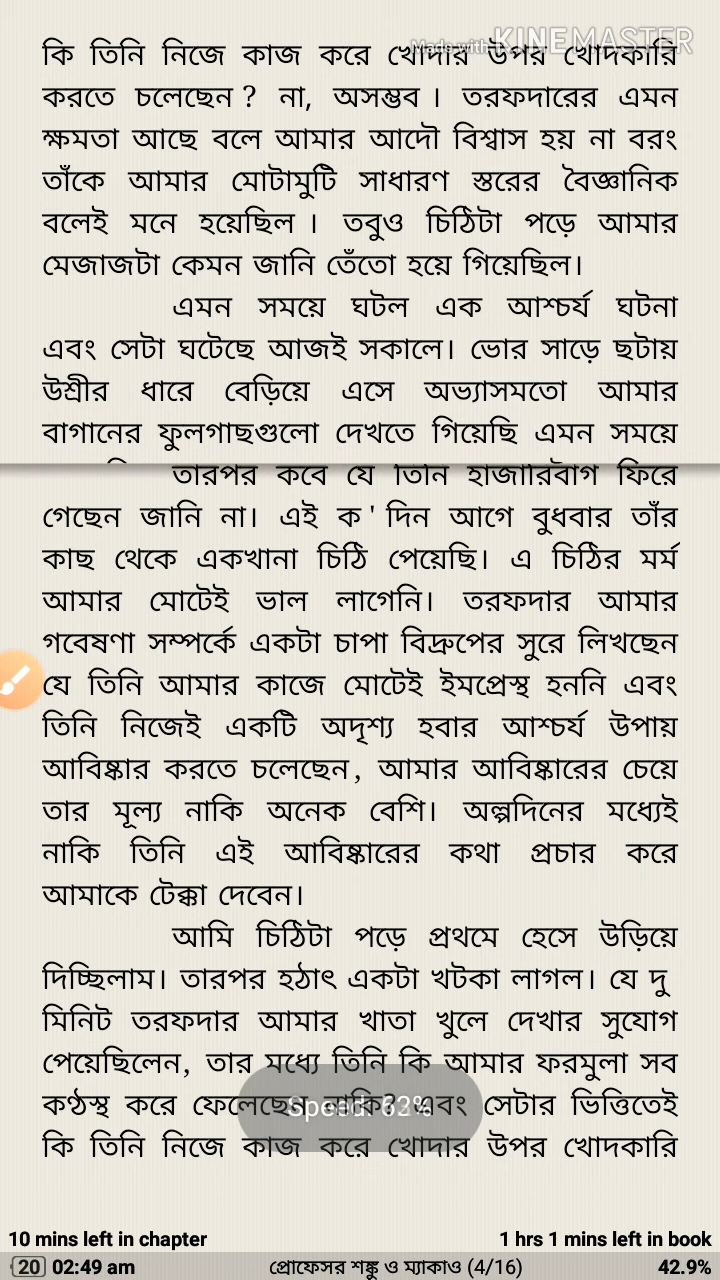 Made with KINEMASTER
কি তিনি নিজে কাজ করে খোদার উপর খোদকারি
করতে চলেছেন ? না, অসম্ভব । তরফদারের এমন
ক্ষমতা আছে বলে আমার আদৌ বিশ্বাস হয় না বরং
তাঁকে আমার মোটামুটি সাধারণ স্তরের বৈজ্ঞানিক
বলেই মনে হয়েছিল । তবুও চিঠিটা পড়ে আমার
মেজাজটা কেমন জানি তেঁতো হয়ে গিয়েছিল।
এমন সময়ে ঘটল এক আশ্চর্য ঘটনা
এবং সেটা ঘটেছে আজই সকালে। ভোর সাড়ে ছটায়
উশ্রীর ধারে বেড়িয়ে এসে অভ্যাসমতো আমার
বাগানের ফুলগাছগুলো দেখতে গিয়েছি এমন সময়ে
তারপর কবে যে তিনি হাজারিবাগ ফিরে
গেছেন জানি না। এই ক ' দিন আগে বুধবার তাঁর
কাছ থেকে একখানা চিঠি পেয়েছি। এ চিঠির মর্ম
আমার মোটেই ভাল লাগেনি। তরফদার আমার
গবেষণা সম্পর্কে একটা চাপা বিদ্রুপের সুরে লিখছেন
যে তিনি আমার কাজে মোটেই ইমপ্রেস্থ হননি এবং
তিনি নিজেই একটি অদৃশ্য হবার আশ্চর্য উপায়
আবিষ্কার করতে চলেছেন, আমার আবিষ্কারের চেয়ে
তার মূল্য নাকি অনেক বেশি। অল্পদিনের মধ্যেই
নাকি তিনি এই আবিষ্কারের কথা প্রচার করে
আমাকে টেক্কা দেবেন।
আমি চিঠিটা পড়ে প্রথমে হেসে উড়িয়ে
দিচ্ছিলাম। তারপর হঠাৎ একটা খটকা লাগল। যে দু
মিনিট তরফদার আমার খাতা খুলে দেখার সুযোগ
পেয়েছিলেন, তার মধ্যে তিনি কি আমার ফরমুলা সব
কণ্ঠস্থ করে ফেলেছেন নাকি? এবং সেটার ভিত্তিতেই
Speed: 62%
কি তিনি নিজে কাজ করে খোদার উপর খোদকারি
10 mins left in chapter 1 hrs 1 mins left in book
20 02:49 am প্রোফেসর শঙ্কু ও ম্যাকাও (4/16) 42.9%